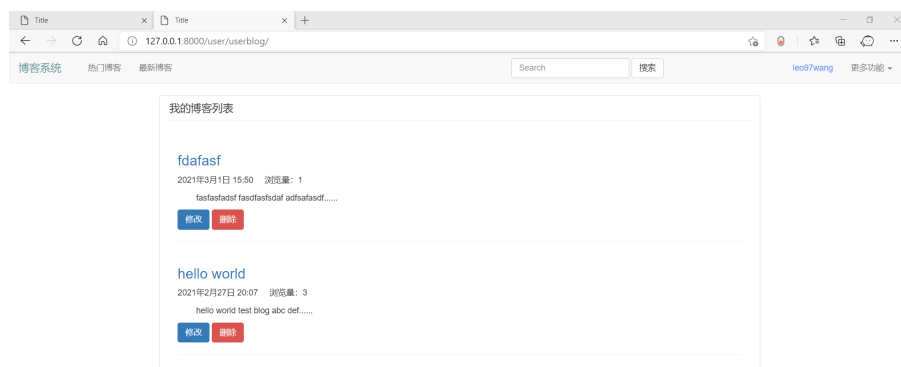 Title
Title
127.0.0.1:8000/user/userblog/
博客系统 热门博客 最新博客 Search 搜索 leo97wang 更多功能
我的博客列表
fdafasf
2021年3月1日 15:50 浏览量：1
fasfasfadsf fasdfasfsdaf adfsafasdf......
修改 删除
hello world
2021年2月27日 20:07 浏览量：3
hello world test blog abc def......
修改 删除